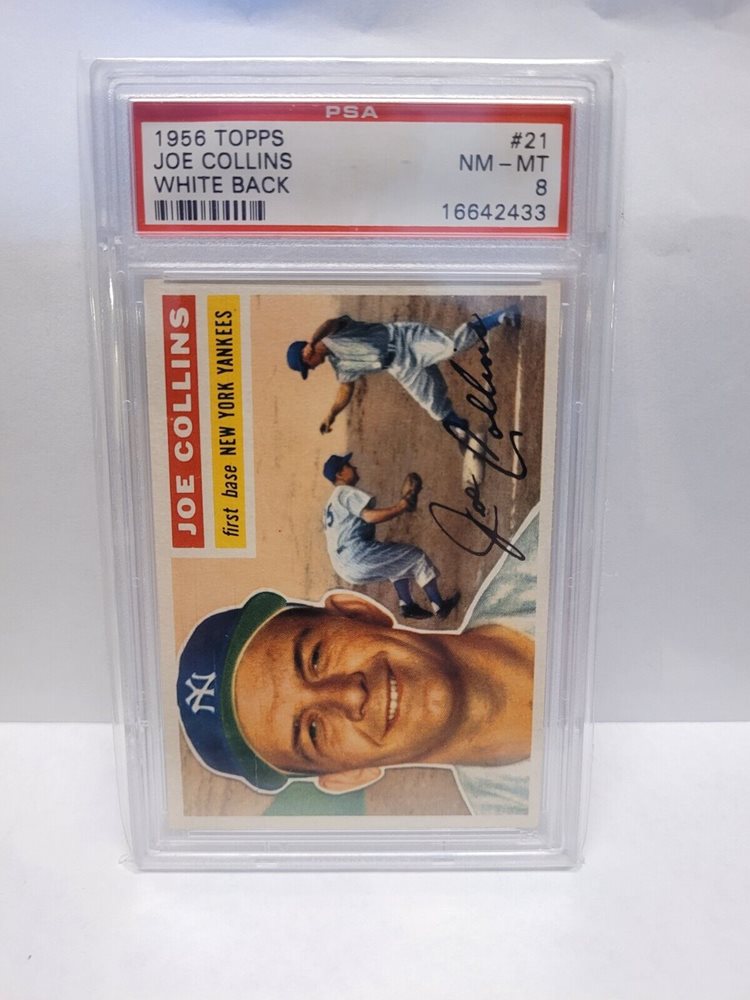 PSA
1956 TOPPS #21
JOE COLLINS NM - MT
WHITE BACK 8
16642433
JOE COLLINS
first base NEW YORK YANKEES
Joe Collins
NY